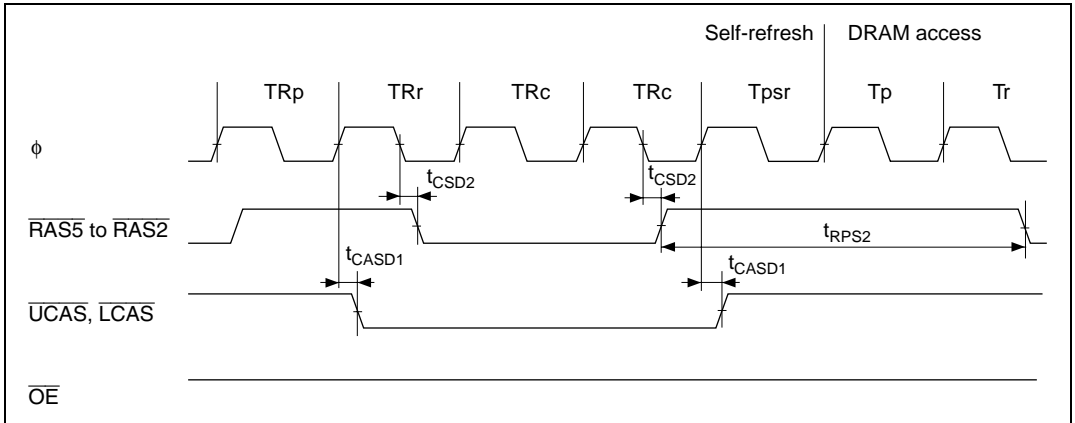 Self-refresh DRAM access
TRp TRr TRc TRc Tpsr Tp Tr
ϕ
tCSD2 tCSD2
RAS5 to RAS2
tRPS2
tCASD1 tCASD1
UCAS, LCAS
OE